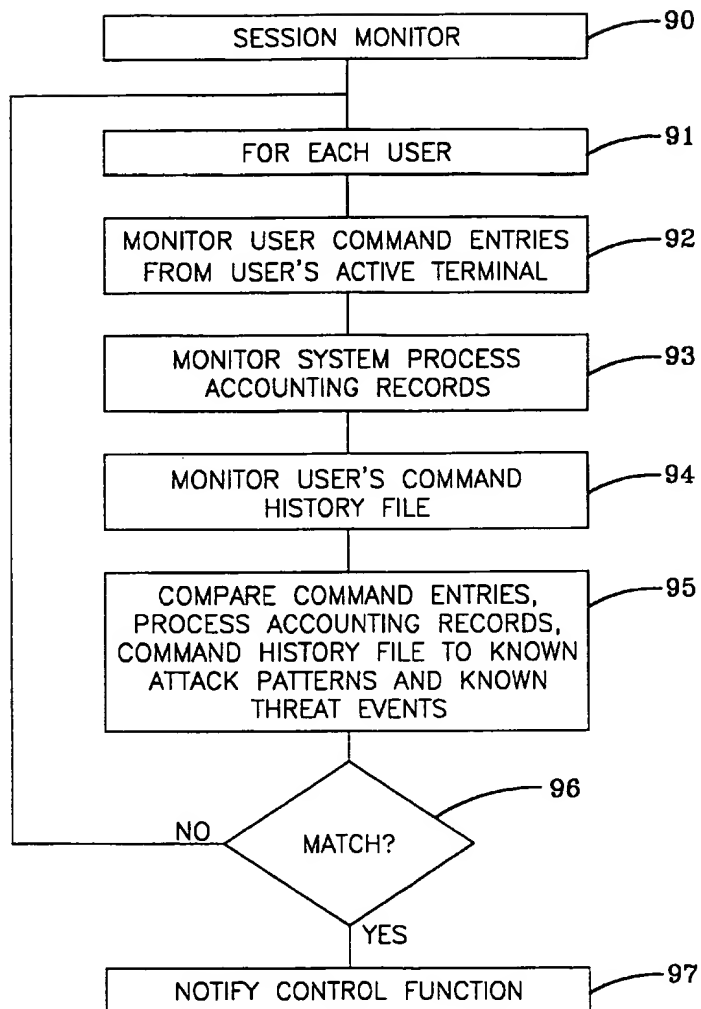 SESSION MONITOR
90
FOR EACH USER
91
MONITOR USER COMMAND ENTRIES
FROM USER'S ACTIVE TERMINAL
92
MONITOR SYSTEM PROCESS
ACCOUNTING RECORDS
93
MONITOR USER'S COMMAND
HISTORY FILE
94
COMPARE COMMAND ENTRIES,
PROCESS ACCOUNTING RECORDS,
COMMAND HISTORY FILE TO KNOWN
ATTACK PATTERNS AND KNOWN
THREAT EVENTS
95
96
NO
MATCH?
YES
NOTIFY CONTROL FUNCTION
97